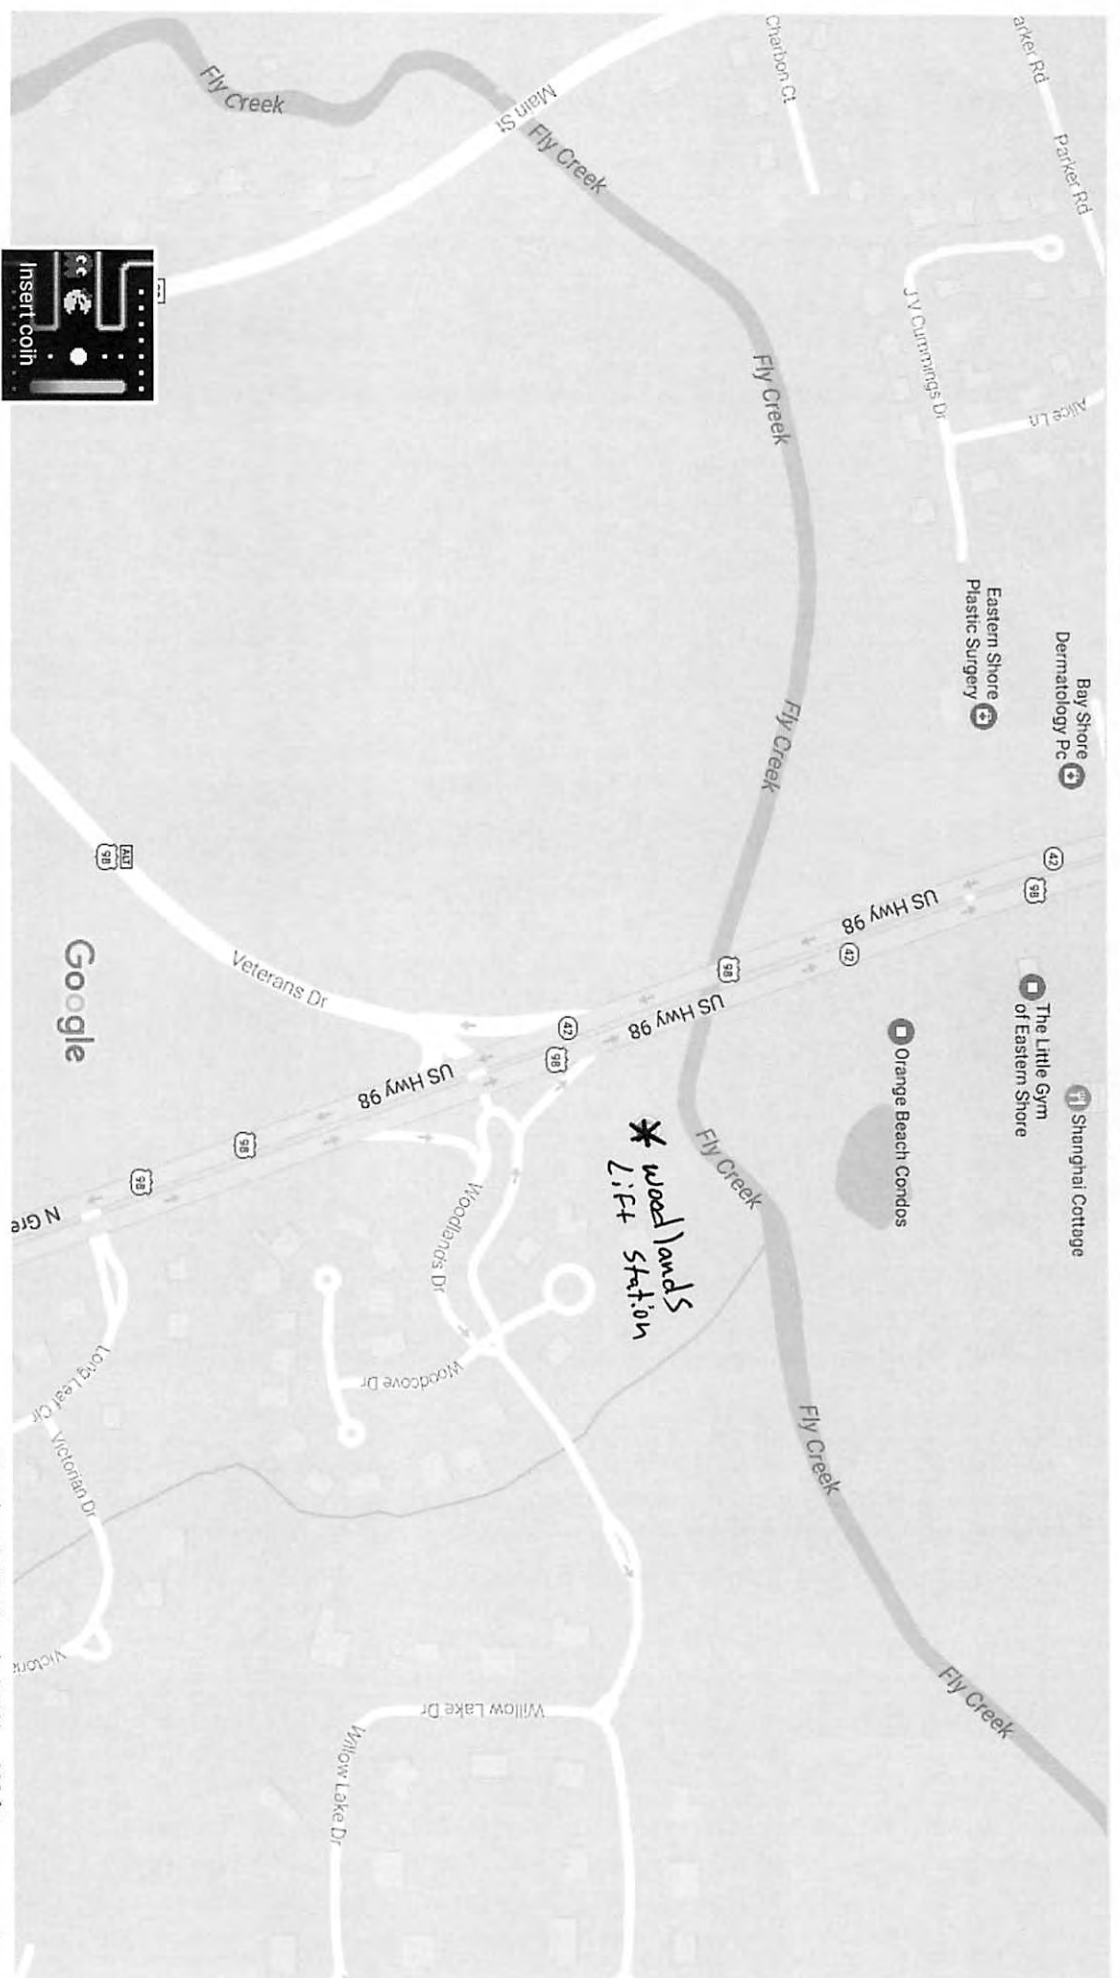 arker Rd
Parker Rd
Charbon Ct
J V Cummings Dr
Alice Ln
Bay Shore
Dermatology Pc
Eastern Shore
Plastic Surgery
42
98
US Hwy 98
42
The Little Gym
of Eastern Shore
Shanghai Cottage
Orange Beach Condos
Main St
Fly Creek
Fly Creek
Fly Creek
Fly Creek
Fly Creek
Fly Creek
Fly Creek
98
US Hwy 98
42
98
* Woodlands
Lift station
US Hwy 98
Veterans Dr
ALT
98
98
98
N Gre
Woodlands Dr
Woodcove Dr
Long Leaf Cir
Victorian Dr
Victoria
Willow Lake Dr
Willow Lake Dr
Insert coin
Google